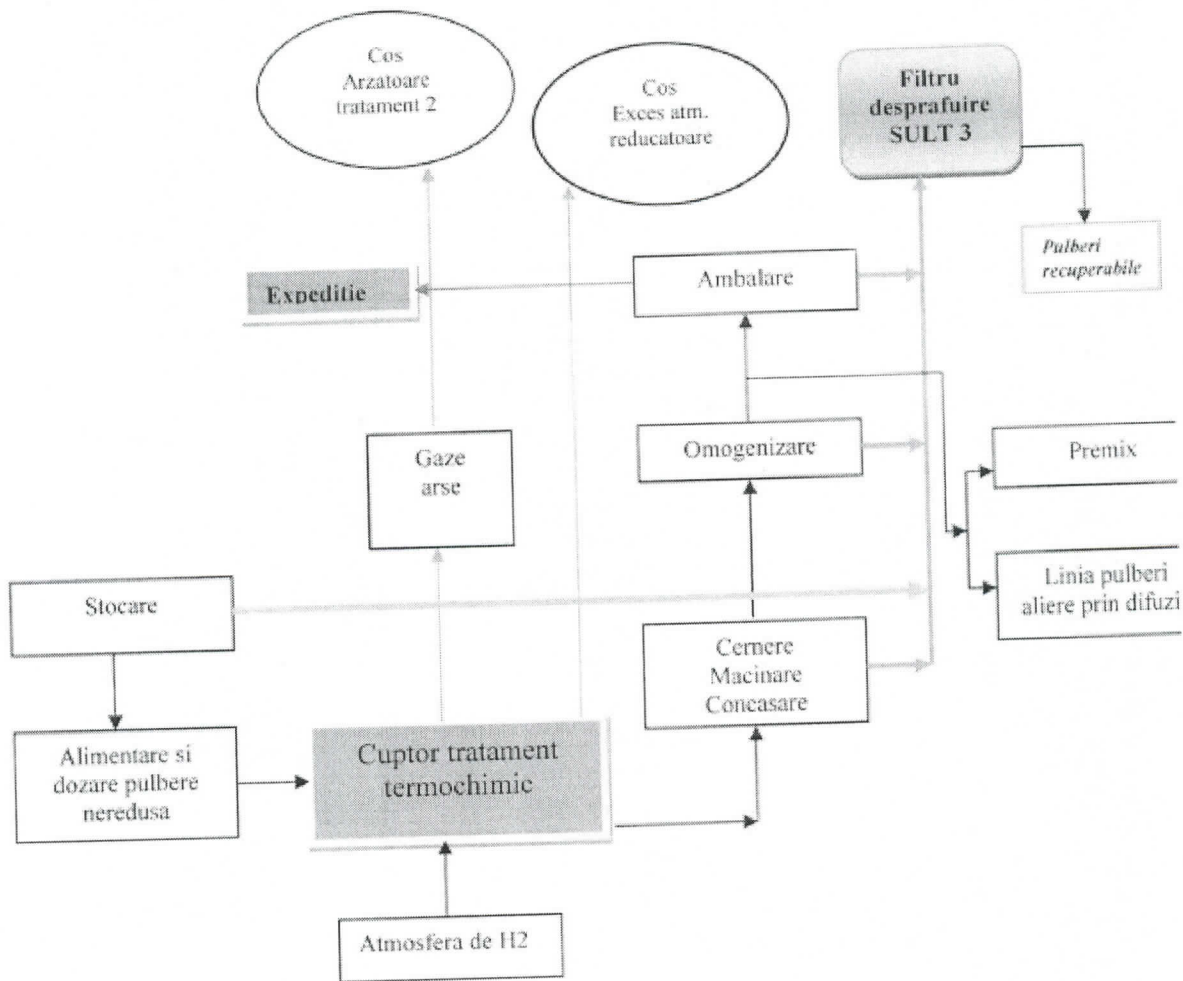 Cos
Arzatoare
tratament 2
Cos
Exces atm.
reducatoare
Filtru
desprafuire
SULT 3
Pulberi
recuperabile
Expeditie
Ambalare
Gaze
arse
Omogenizare
Premix
Linia pulberi
aliere prin difuzi
Stocare
Cernere
Macinare
Concasare
Alimentare si
dozare pulbere
neredusa
Cuptor tratament
termochimic
Atmosfera de H2